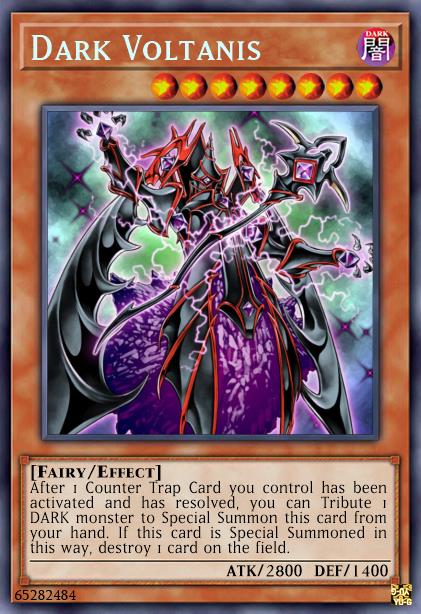 Dark Voltanis
DARK
闇
[Fairy/Effect]
After 1 Counter Trap Card you control has been
activated and has resolved, you can Tribute 1
DARK monster to Special Summon this card from
your hand. If this card is Special Summoned in
this way, destroy 1 card on the field.
ATK/2800 DEF/1400
65282484